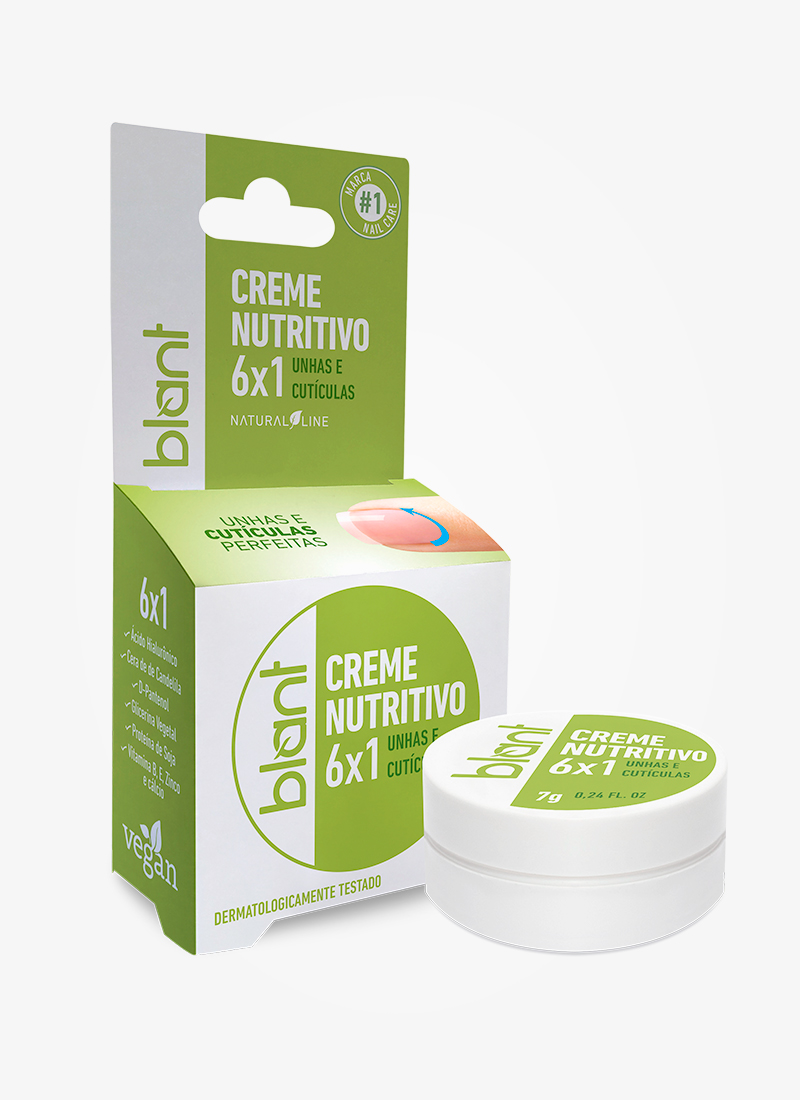 MARCA
#1
NAIL CARE
blant
CREME
NUTRITIVO
6x1 UNHAS E
CUTÍCULAS
NATURAL LINE
UNHAS E
CUTÍCULAS
PERFEITAS
6x1
Ácido Hialurônico
Cera de de Candelila
D-Pantenol
Glicerina Vegetal
Proteína de Soja
Vitamina B, E, Zinco
e cálcio
vegan
blant
CREME
NUTRITIVO
6x1 UNHAS E
DERMATOLOGICAMENTE TESTADO
blant
CREME
NUTRITIVO
6x1 UNHAS E
CUTÍCULAS
7g 0.24 FL. OZ